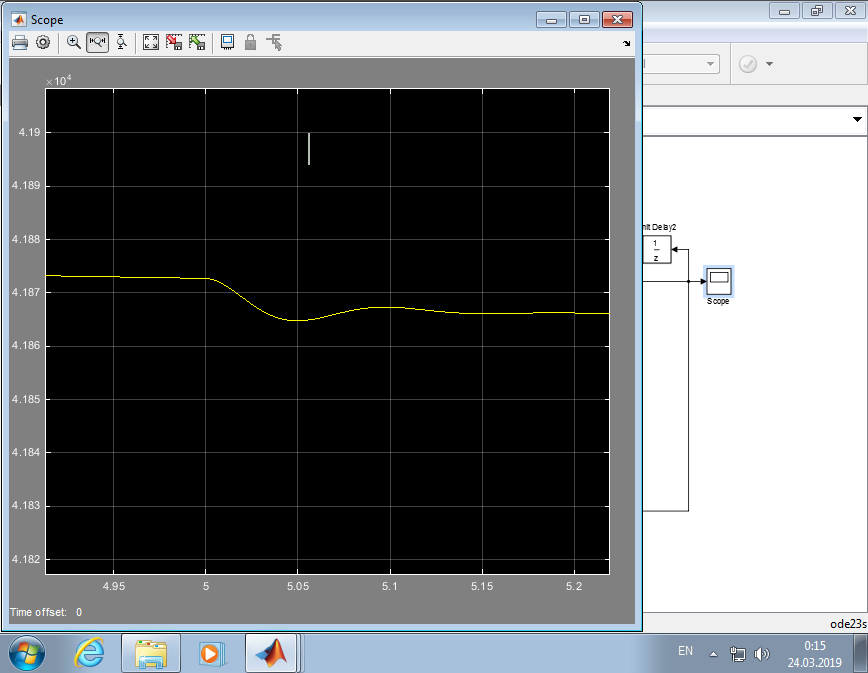 Scope
×10⁴
4.19
4.189
4.188
4.187
4.186
4.185
4.184
4.183
4.182
4.95 5 5.05 5.1 5.15 5.2
Time offset: 0
nit Delay2
1
z
Scope
ode23s
EN
0:15
24.03.2019